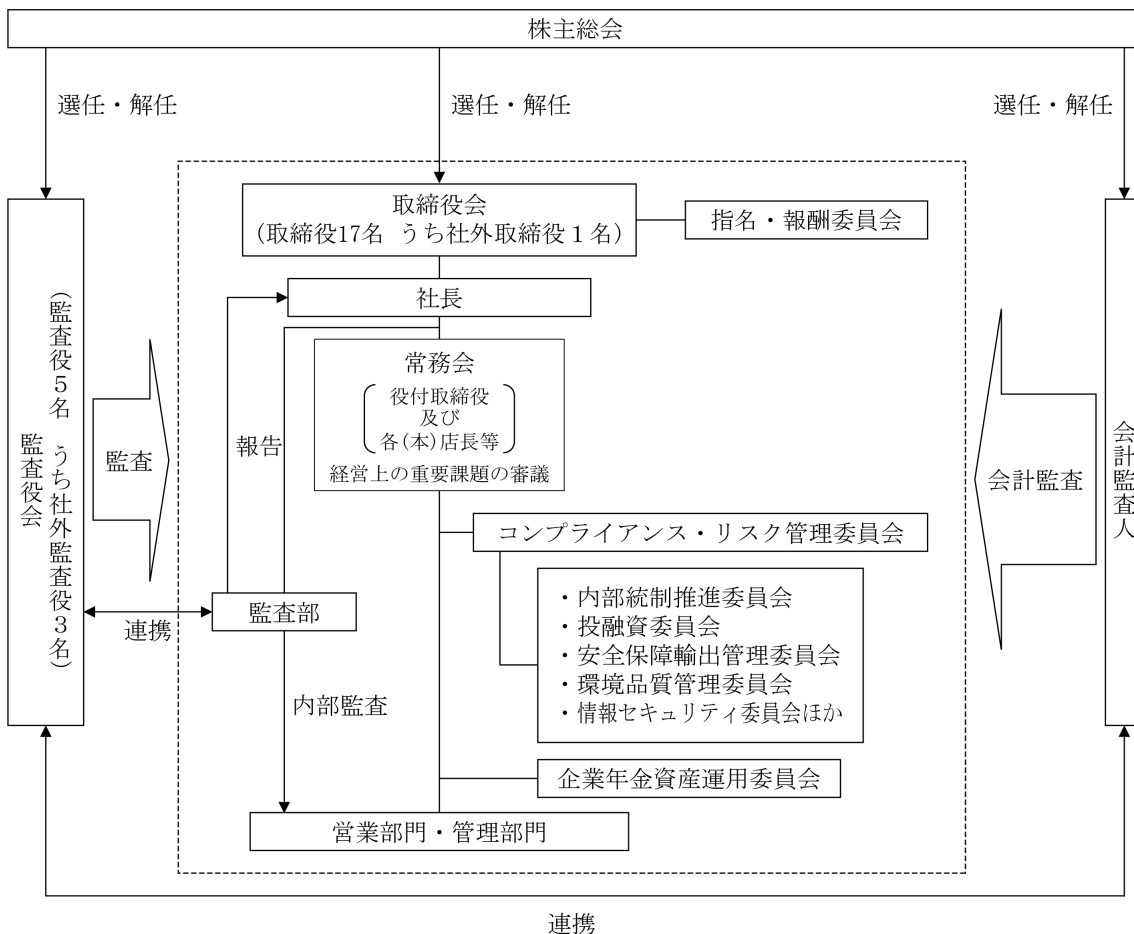 株主総会
選任・解任
選任・解任
選任・解任
取締役会
（取締役17名　うち社外取締役１名）
指名・報酬委員会
社長
常務会
役付取締役
及び
各(本)店長等
経営上の重要課題の審議
報告
監査
監査役会
（監査役５名　うち社外監査役３名）
会計監査
会計監査人
コンプライアンス・リスク管理委員会
・内部統制推進委員会
・投融資委員会
・安全保障輸出管理委員会
・環境品質管理委員会
・情報セキュリティ委員会ほか
監査部
連携
内部監査
企業年金資産運用委員会
営業部門・管理部門
連携